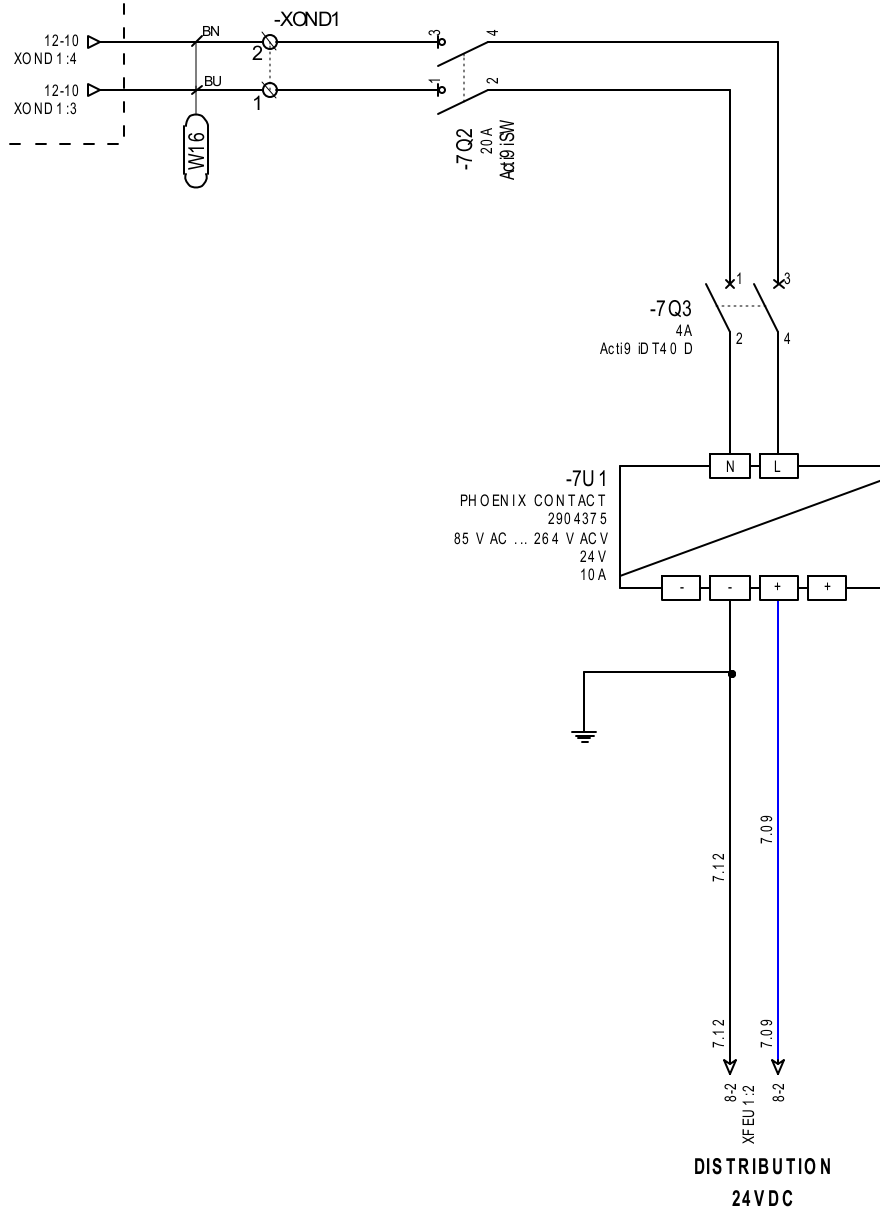 -XOND1
12-10
XOND1:4
BN
2
3
4
12-10
XOND1:3
BU
1
1
2
W16
-7Q2
20A
Acti9 iSW
-7Q3
4A
Acti9 iDT40 D
1
3
2
4
-7U1
PHOENIX CONTACT
2904375
85 V AC ... 264 V ACV
24V
10A
N
L
-
-
+
+
7.12
7.09
7.12
7.09
8-2
XFEU1:2
8-2
DISTRIBUTION
24VDC